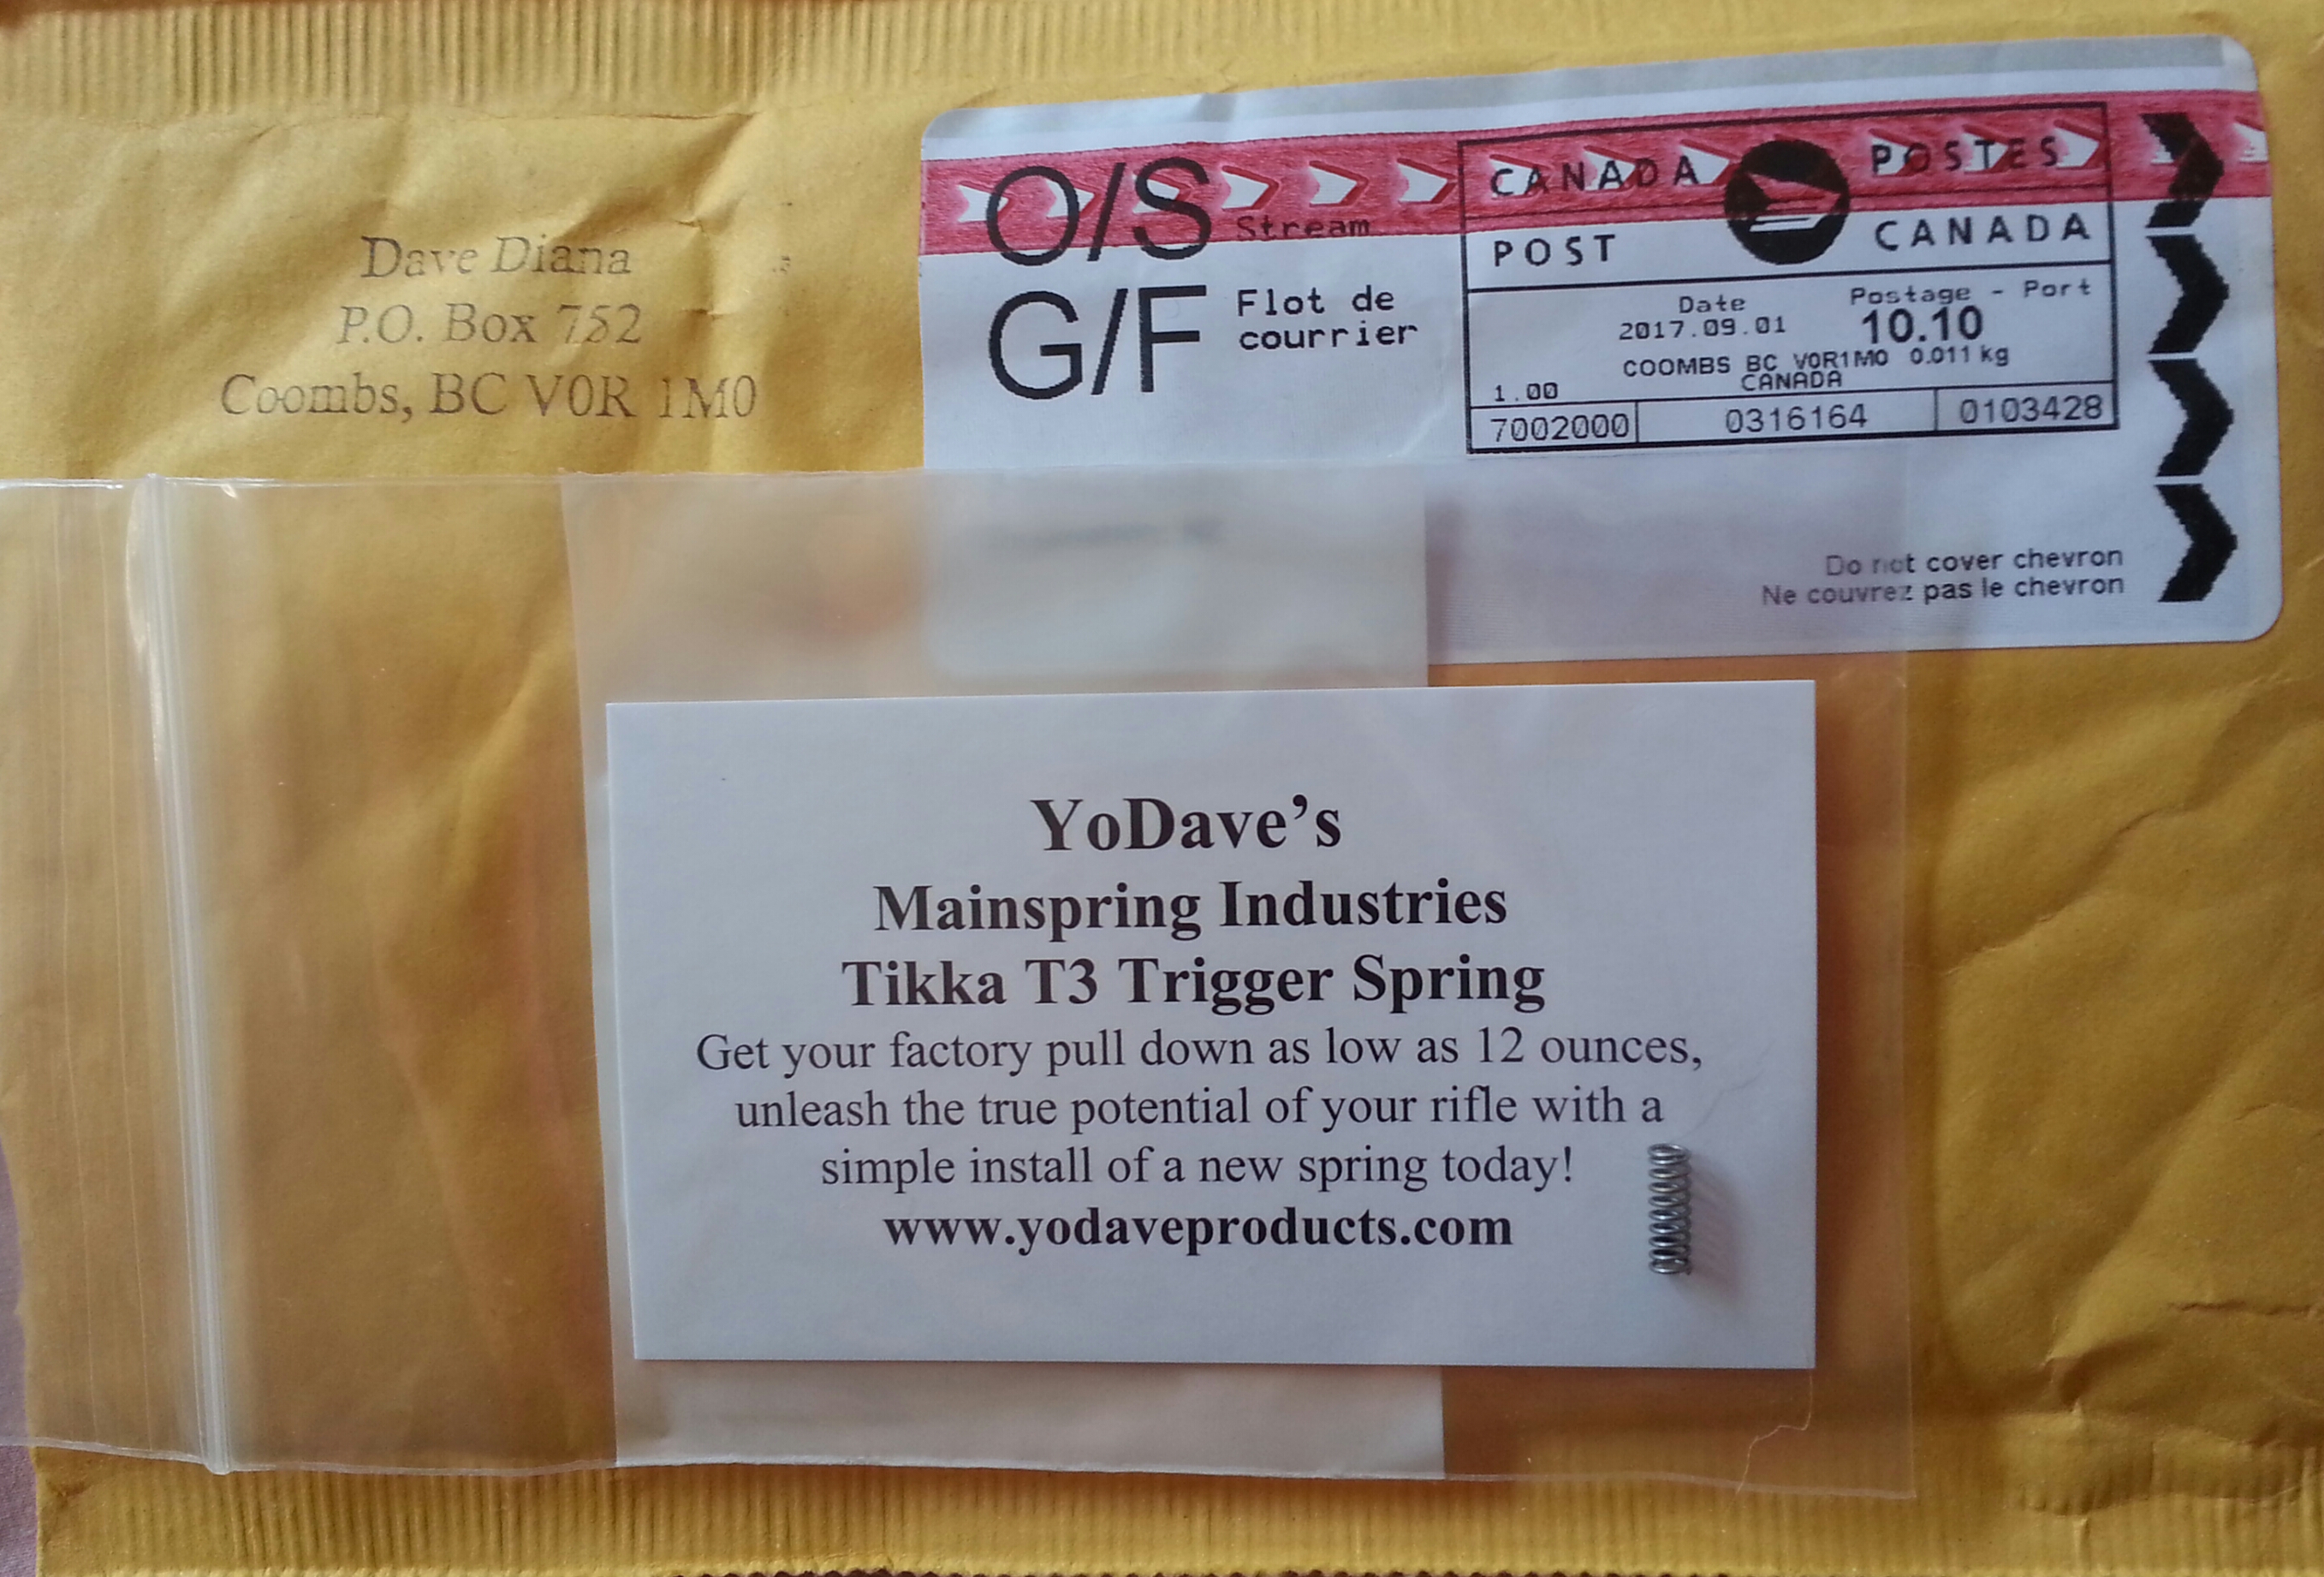 Dave Diana
P.O. Box 752
Coombs, BC V0R 1M0
O/S Stream
G/F Flot de
courrier
CANADA POSTES
POST CANADA
Date Postage - Port
2017.09.01 10.10
COOMBS BC V0R1M0 0.011 kg
CANADA
1.00
7002000 0316164 0103428
Do not cover chevron
Ne couvrez pas le chevron
YoDave's
Mainspring Industries
Tikka T3 Trigger Spring
Get your factory pull down as low as 12 ounces,
unleash the true potential of your rifle with a
simple install of a new spring today!
www.yodaveproducts.com